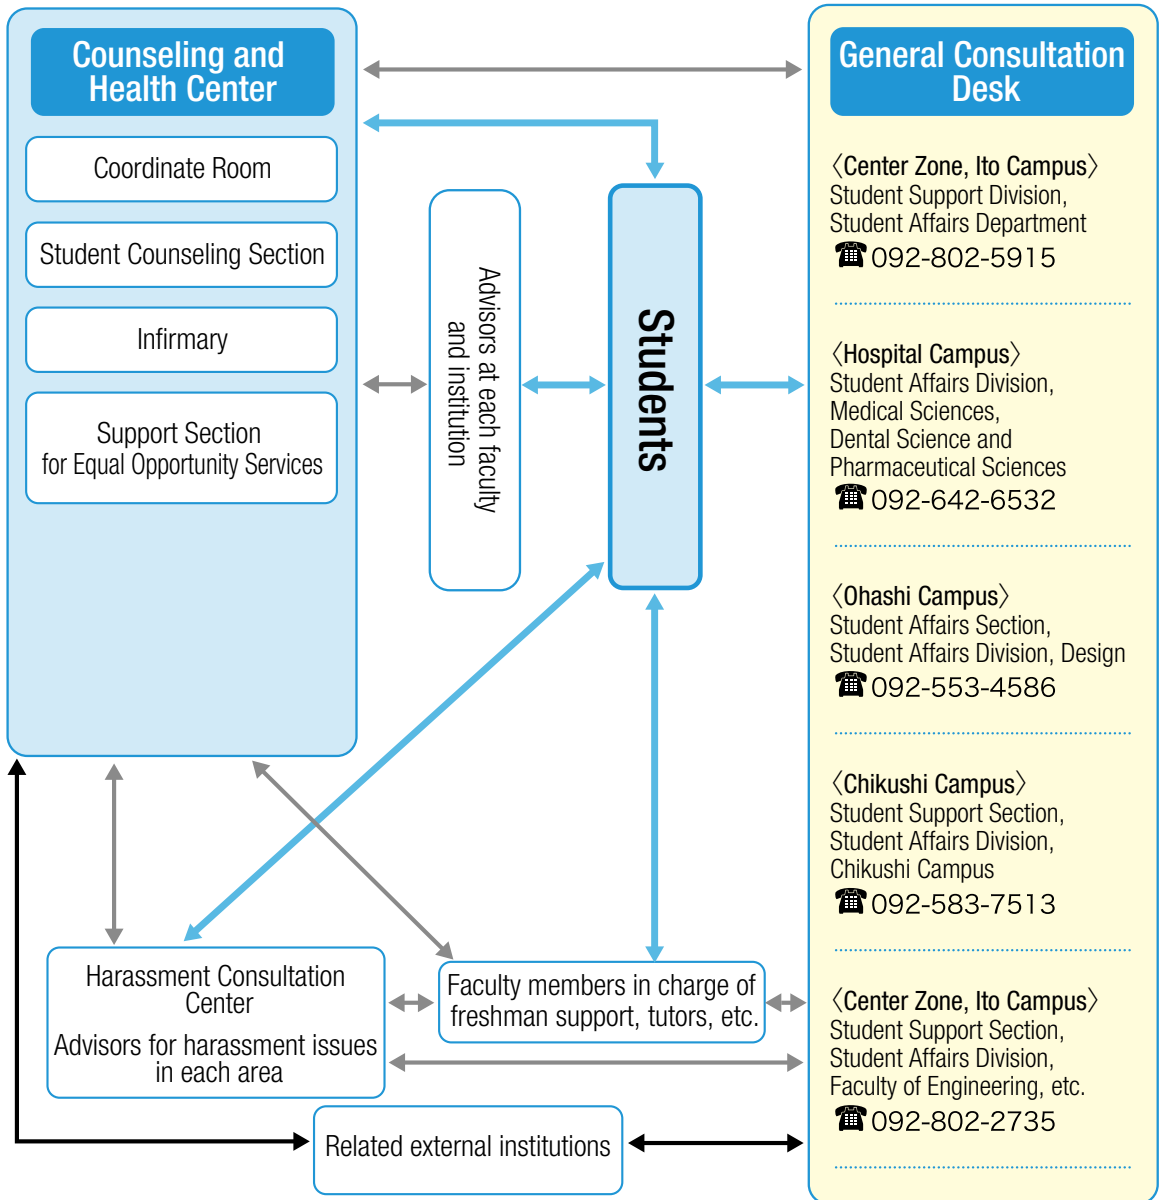 Counseling and
Health Center
Coordinate Room
Student Counseling Section
Infirmary
Support Section
for Equal Opportunity Services
Advisors at each faculty
and institution
Students
General Consultation
Desk
〈Center Zone, Ito Campus〉
Student Support Division,
Student Affairs Department
☎092-802-5915
〈Hospital Campus〉
Student Affairs Division,
Medical Sciences,
Dental Science and
Pharmaceutical Sciences
☎092-642-6532
〈Ohashi Campus〉
Student Affairs Section,
Student Affairs Division, Design
☎092-553-4586
〈Chikushi Campus〉
Student Support Section,
Student Affairs Division,
Chikushi Campus
☎092-583-7513
〈Center Zone, Ito Campus〉
Student Support Section,
Student Affairs Division,
Faculty of Engineering, etc.
☎092-802-2735
Harassment Consultation
Center
Advisors for harassment issues
in each area
Faculty members in charge of
freshman support, tutors, etc.
Related external institutions